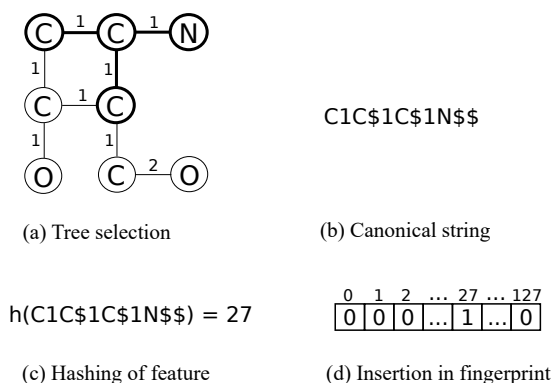 C 1 C 1 N
1 1
C 1 C
1 1
O C 2 O
C1C$1C$1N$$
(a) Tree selection
(b) Canonical string
h(C1C$1C$1N$$) = 27
0 1 2 ... 27 ... 127
0 0 0 ... 1 ... 0
(c) Hashing of feature
(d) Insertion in fingerprint